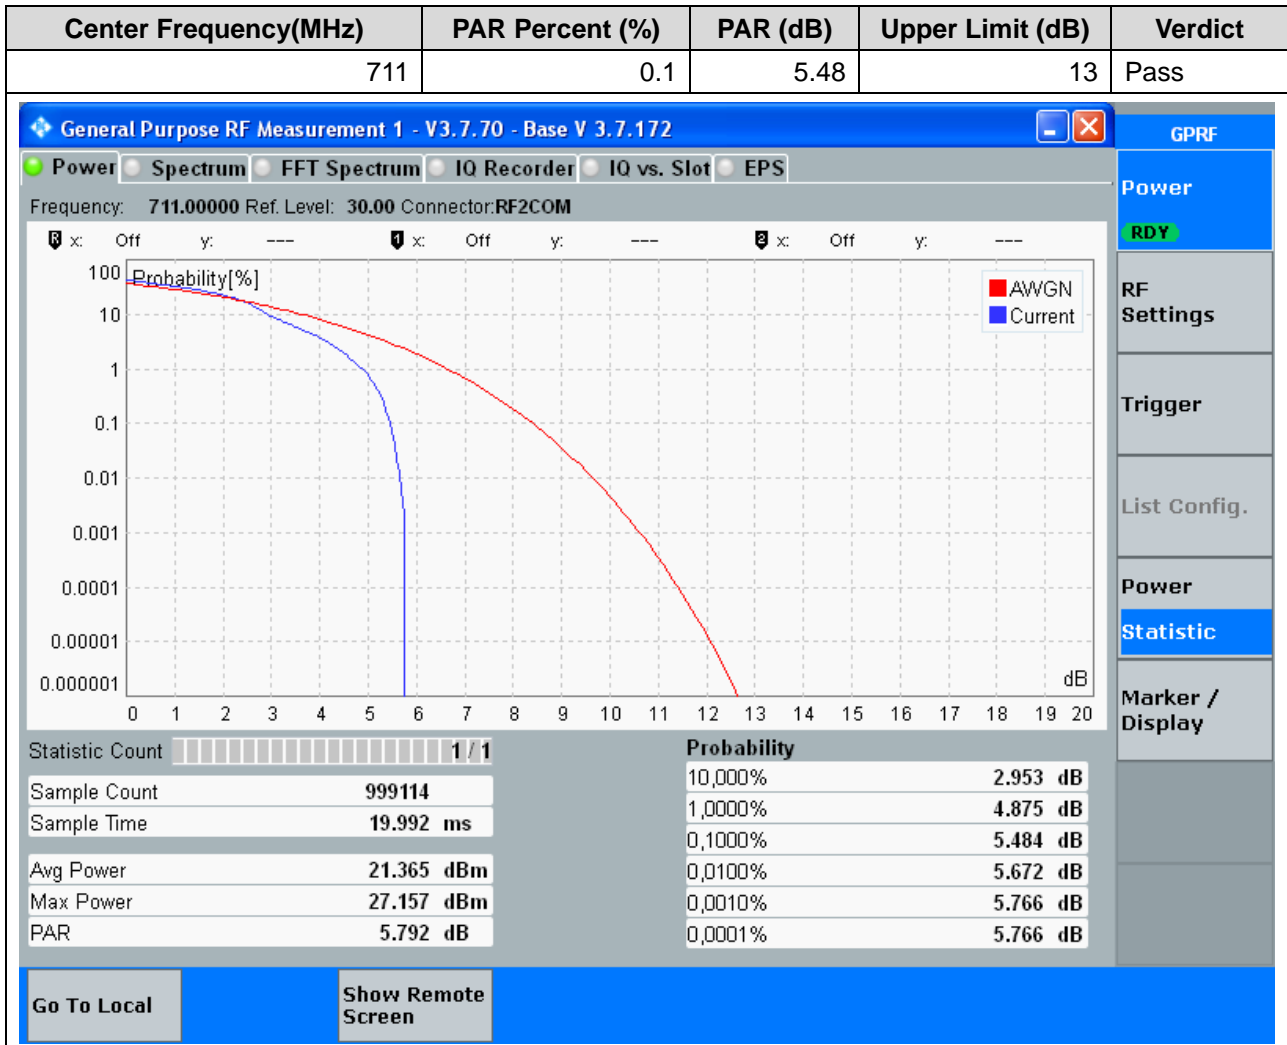 Center Frequency(MHz) PAR Percent (%) PAR (dB) Upper Limit (dB) Verdict
711 0.1 5.48 13 Pass
General Purpose RF Measurement 1 - V3.7.70 - Base V 3.7.172
GPRF
Power Spectrum FFT Spectrum IQ Recorder IQ vs. Slot EPS
Power
RDY
Frequency: 711.00000 Ref. Level: 30.00 Connector:RF2COM
R x: Off y: --- 1 x: Off y: --- 2 x: Off y: ---
Probability[%]
AWGN
Current
100
10
1
0.1
0.01
0.001
0.0001
0.00001
0.000001
dB
0 1 2 3 4 5 6 7 8 9 10 11 12 13 14 15 16 17 18 19 20
RF
Settings
Trigger
List Config.
Power
Statistic
Marker /
Display
Statistic Count 1 / 1
Sample Count 999114
Sample Time 19.992 ms
Avg Power 21.365 dBm
Max Power 27.157 dBm
PAR 5.792 dB
Probability
10,000% 2.953 dB
1,0000% 4.875 dB
0,1000% 5.484 dB
0,0100% 5.672 dB
0,0010% 5.766 dB
0,0001% 5.766 dB
Go To Local
Show Remote
Screen